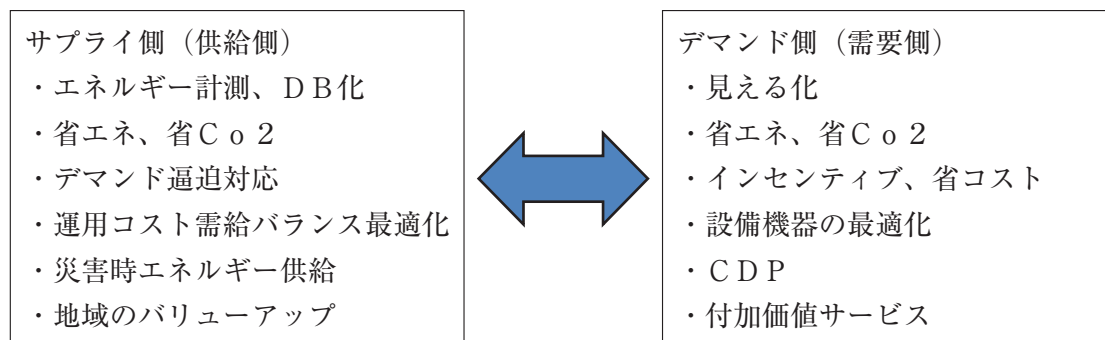 サプライ側（供給側）
・エネルギー計測、ＤＢ化
・省エネ、省Ｃｏ２
・デマンド逼迫対応
・運用コスト需給バランス最適化
・災害時エネルギー供給
・地域のバリューアップ
デマンド側（需要側）
・見える化
・省エネ、省Ｃｏ２
・インセンティブ、省コスト
・設備機器の最適化
・ＣＤＰ
・付加価値サービス